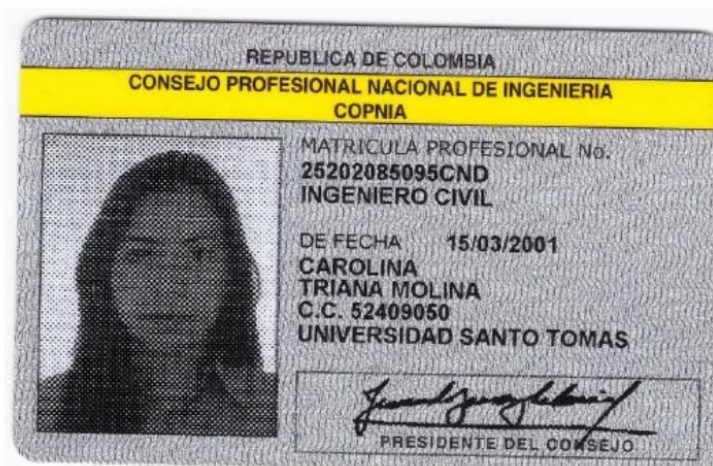 REPUBLICA DE COLOMBIA
CONSEJO PROFESIONAL NACIONAL DE INGENIERIA
COPNIA
MATRICULA PROFESIONAL No.
25202085095CND
INGENIERO CIVIL
DE FECHA 15/03/2001
CAROLINA
TRIANA MOLINA
C.C. 52409050
UNIVERSIDAD SANTO TOMAS
PRESIDENTE DEL CONSEJO